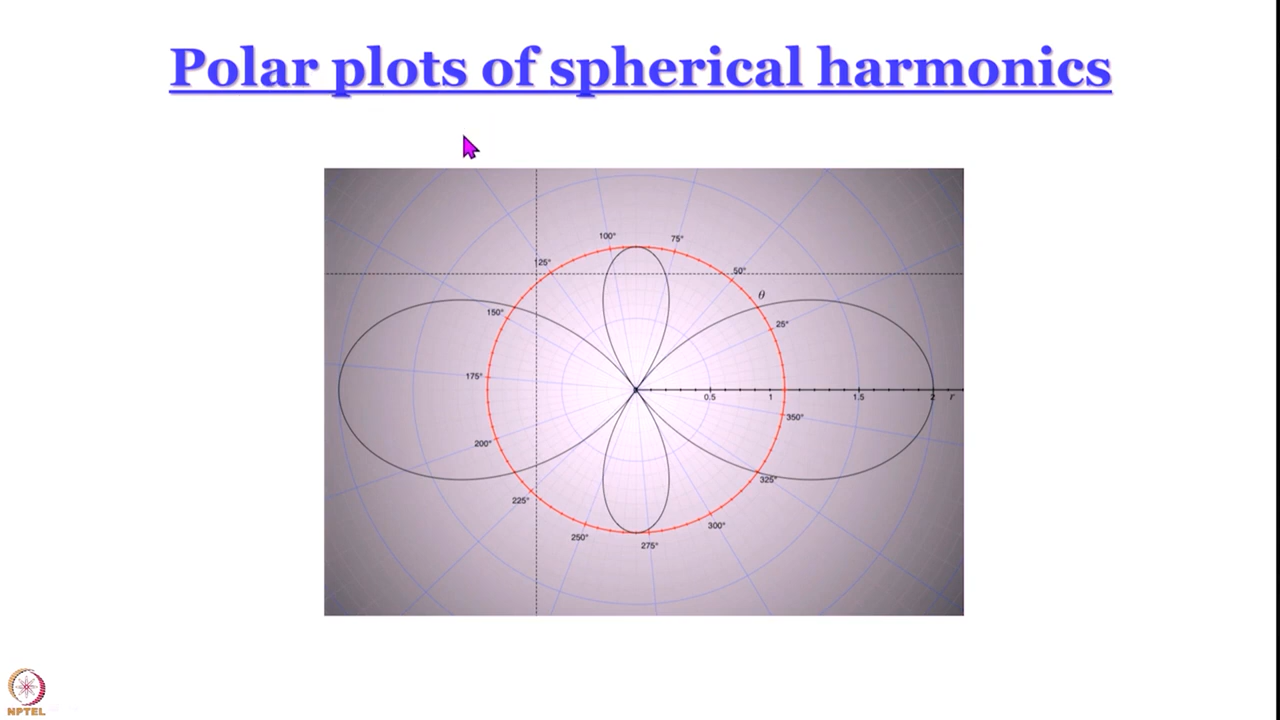 Polar plots of spherical harmonics
100° 75°
125° 50°
θ
150° 25°
175°
0.5 1 1.5 2 r
350°
200°
325°
225°
300°
250° 275°
NPTEL